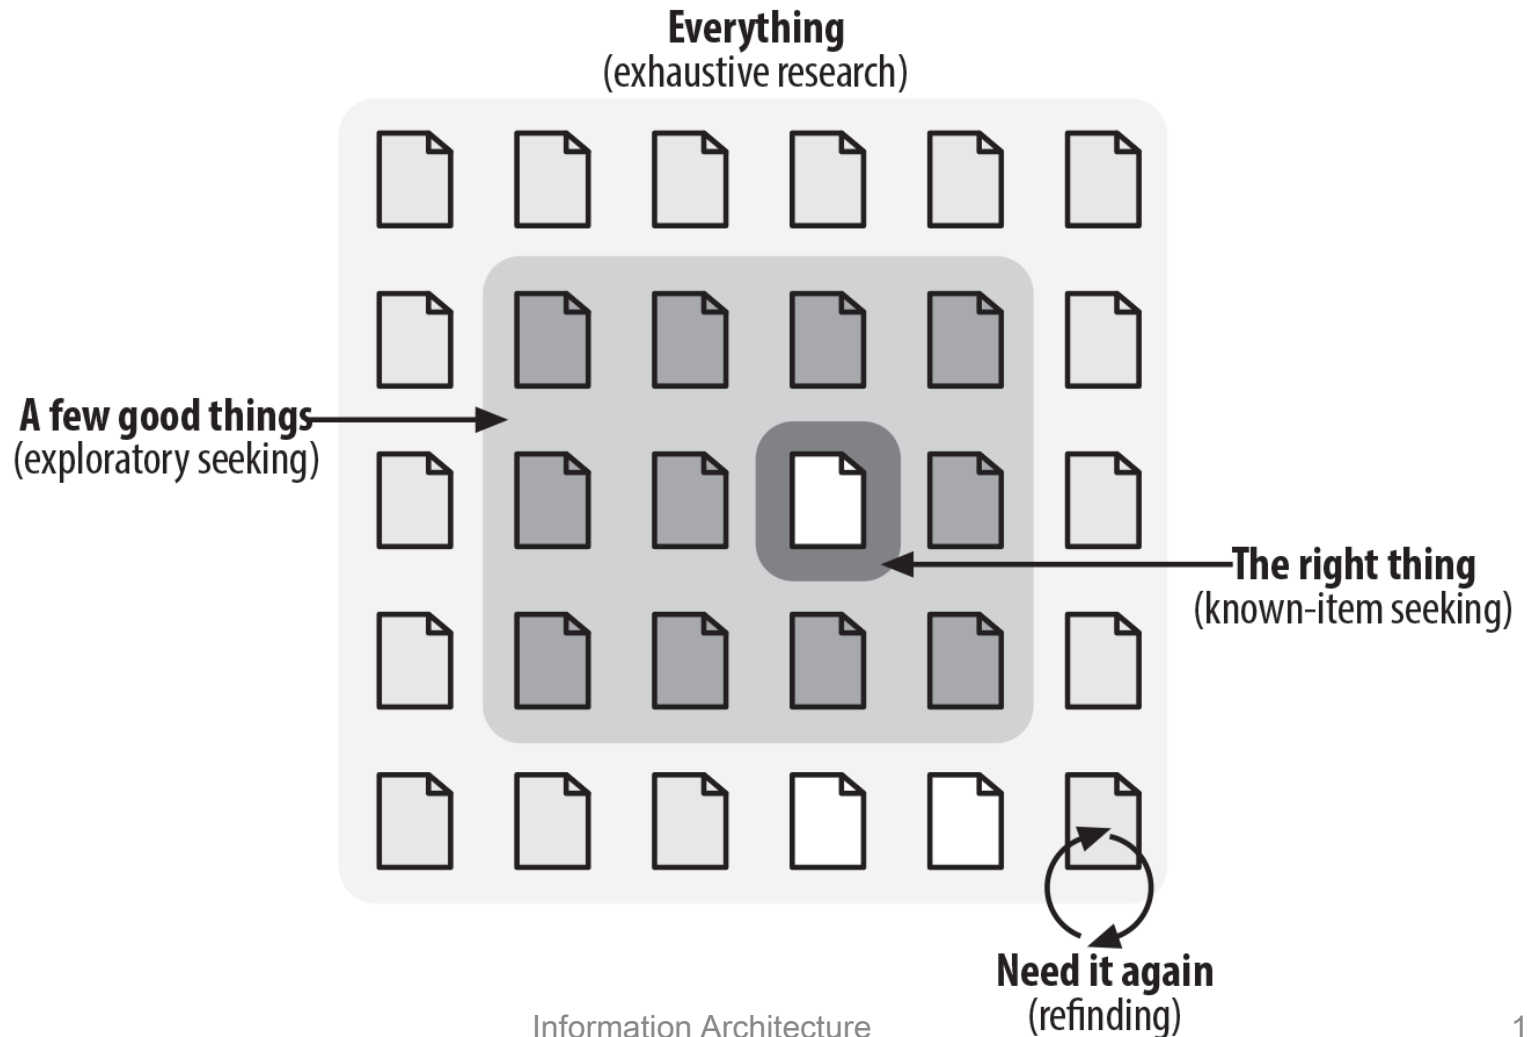 Everything
(exhaustive research)
A few good things
(exploratory seeking)
The right thing
(known-item seeking)
Need it again
(refinding)
Information Architecture
1